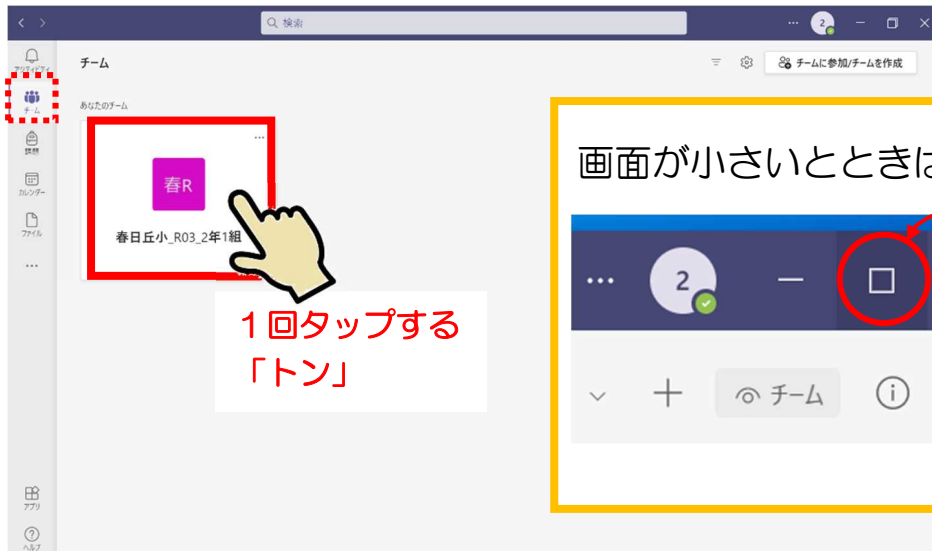 検索
2
アクティビティ
チーム
チーム
チームに参加/チームを作成
あなたのチーム
課題
カレンダー
ファイル
春R
春日丘小_R03_2年1組
1回タップする
「トン」
画面が小さいとときは
2
チーム
アプリ
ヘルプ